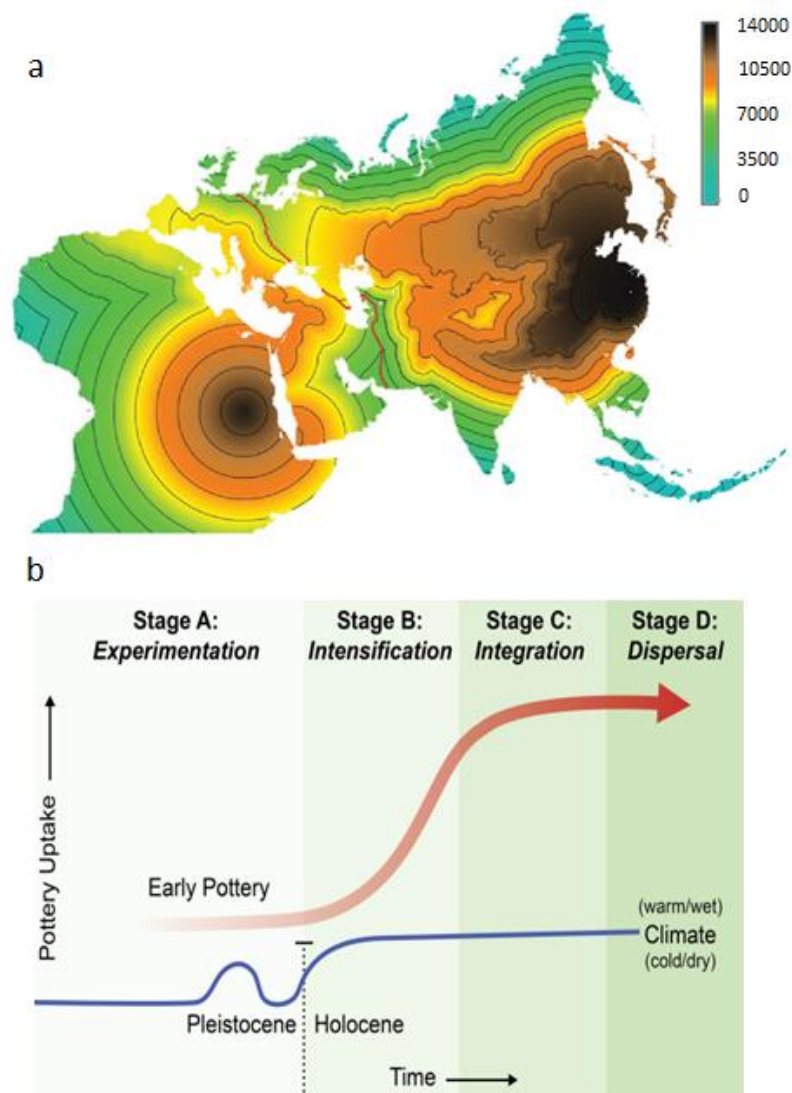 a
14000
10500
7000
3500
0
b
Stage A:
Experimentation
Stage B:
Intensification
Stage C:
Integration
Stage D:
Dispersal
Pottery Uptake
Early Pottery
(warm/wet)
Climate
(cold/dry)
Pleistocene
Holocene
Time